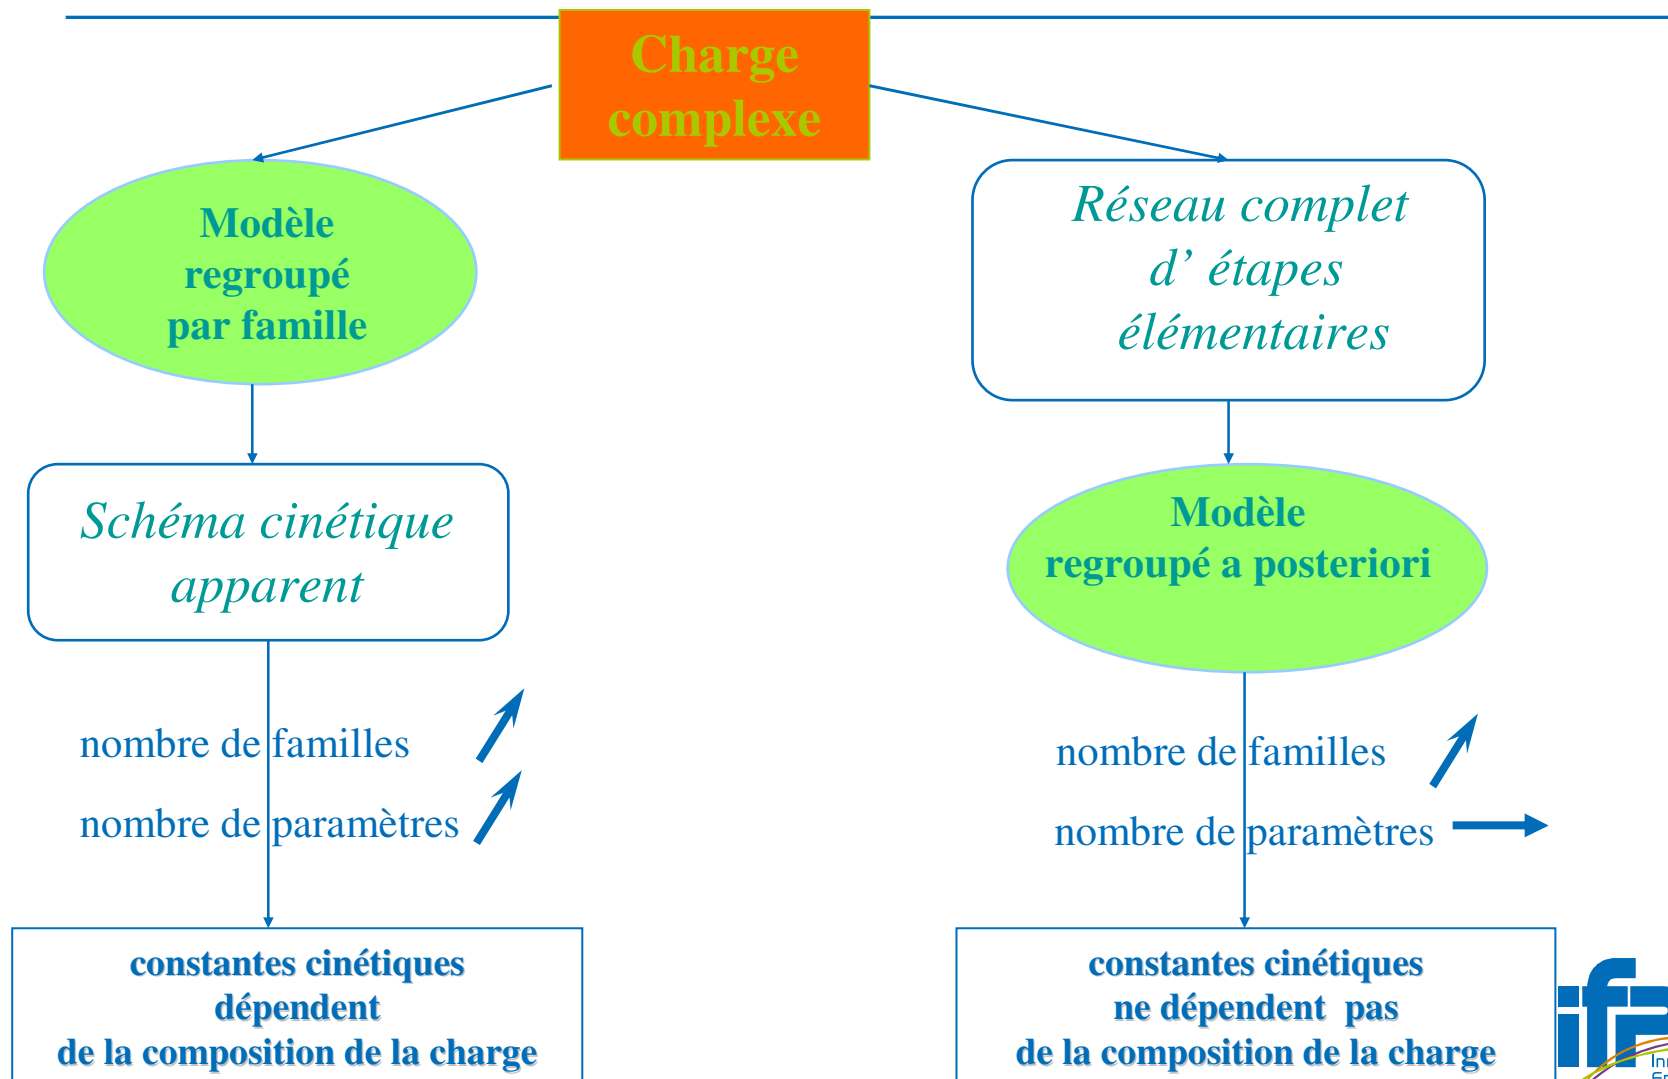 Charge
complexe
Modèle
regroupé
par famille
Schéma cinétique
apparent
nombre de familles
nombre de paramètres
constantes cinétiques
dépendent
de la composition de la charge
Réseau complet
d’ étapes
élémentaires
Modèle
regroupé a posteriori
nombre de familles
nombre de paramètres
constantes cinétiques
ne dépendent pas
de la composition de la charge